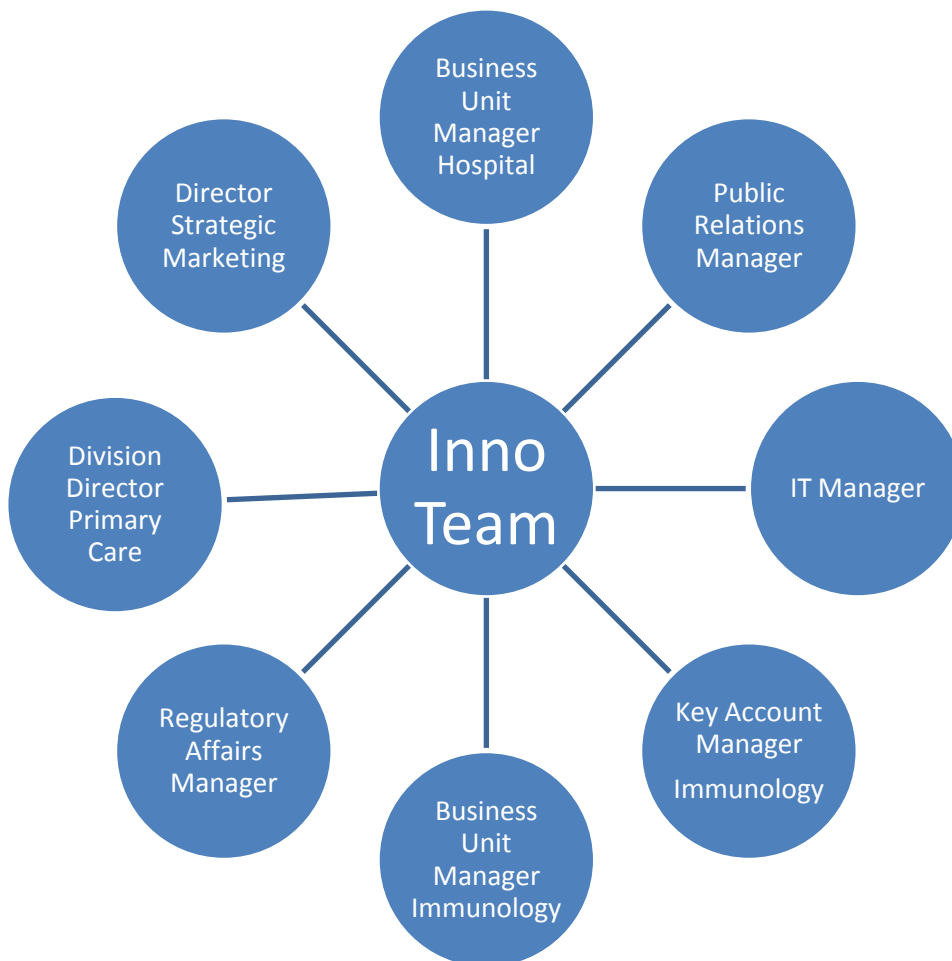 Business
Unit
Manager
Hospital
Public
Relations
Manager
IT Manager
Key Account
Manager
Immunology
Business
Unit
Manager
Immunology
Regulatory
Affairs
Manager
Division
Director
Primary
Care
Director
Strategic
Marketing
Inno
Team